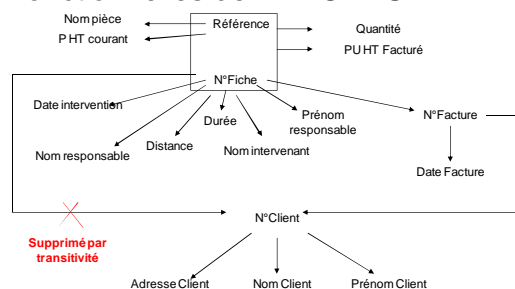 Nom pièce
Référence
Quantité
P HT courant
PU HT Facturé
N°Fiche
Date intervention
Durée
Prénom
responsable
N°Facture
Nom responsable
Distance
Nom intervenant
Date Facture
N°Client
Supprimé par
transitivité
Adresse Client
Nom Client
Prénom Client